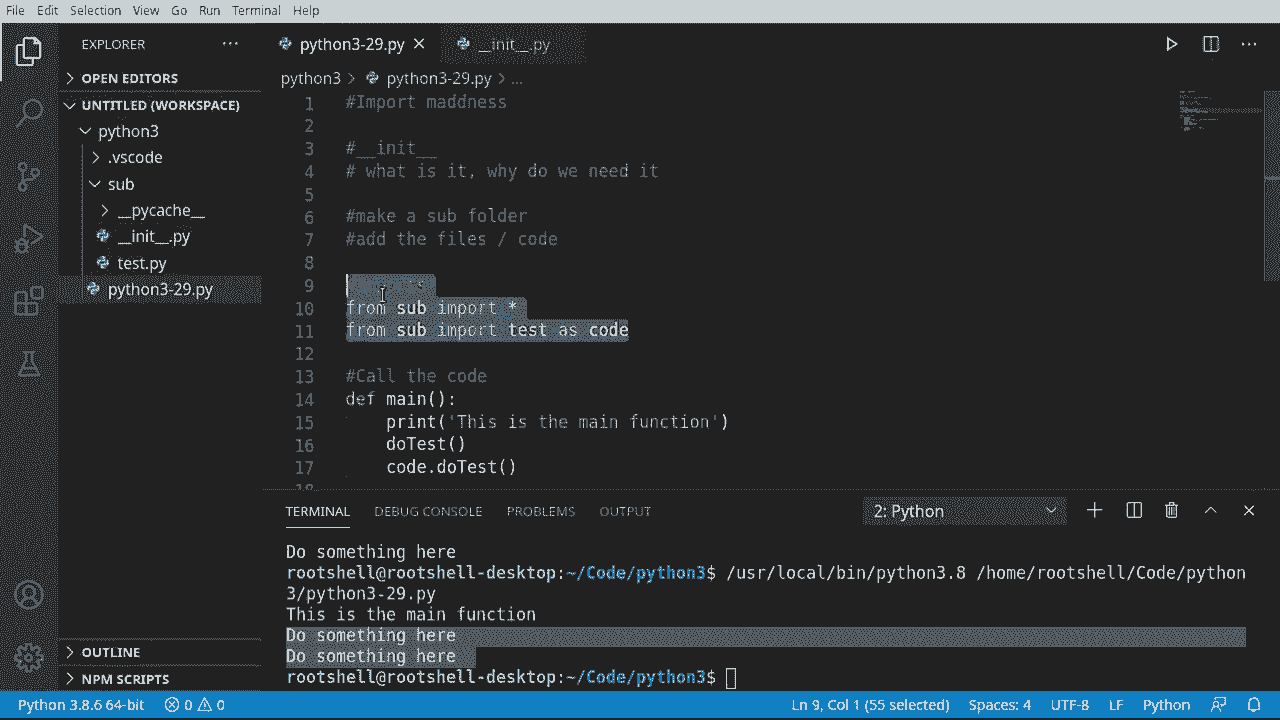 File Edit Selection View Go Run Terminal Help
EXPLORER
python3-29.py
__init__.py
OPEN EDITORS
python3 > python3-29.py > ...
UNTITLED (WORKSPACE)
python3
.vscode
sub
__pycache__
__init__.py
test.py
python3-29.py
1 #Import maddness
2
3 #__init__
4 # what is it, why do we need it
5
6 #make a sub folder
7 #add the files / code
8
9
10 from sub import *
11 from sub import test as code
12
13 #Call the code
14 def main():
15 print('This is the main function')
16 doTest()
17 code.doTest()
18
TERMINAL DEBUG CONSOLE PROBLEMS OUTPUT 2: Python
Do something here
rootshell@rootshell-desktop:~/Code/python3$ /usr/local/bin/python3.8 /home/rootshell/Code/python
3/python3-29.py
This is the main function
Do something here
Do something here
rootshell@rootshell-desktop:~/Code/python3$
OUTLINE
NPM SCRIPTS
Python 3.8.6 64-bit 0 0 Ln 9, Col 1 (55 selected) Spaces: 4 UTF-8 LF Python